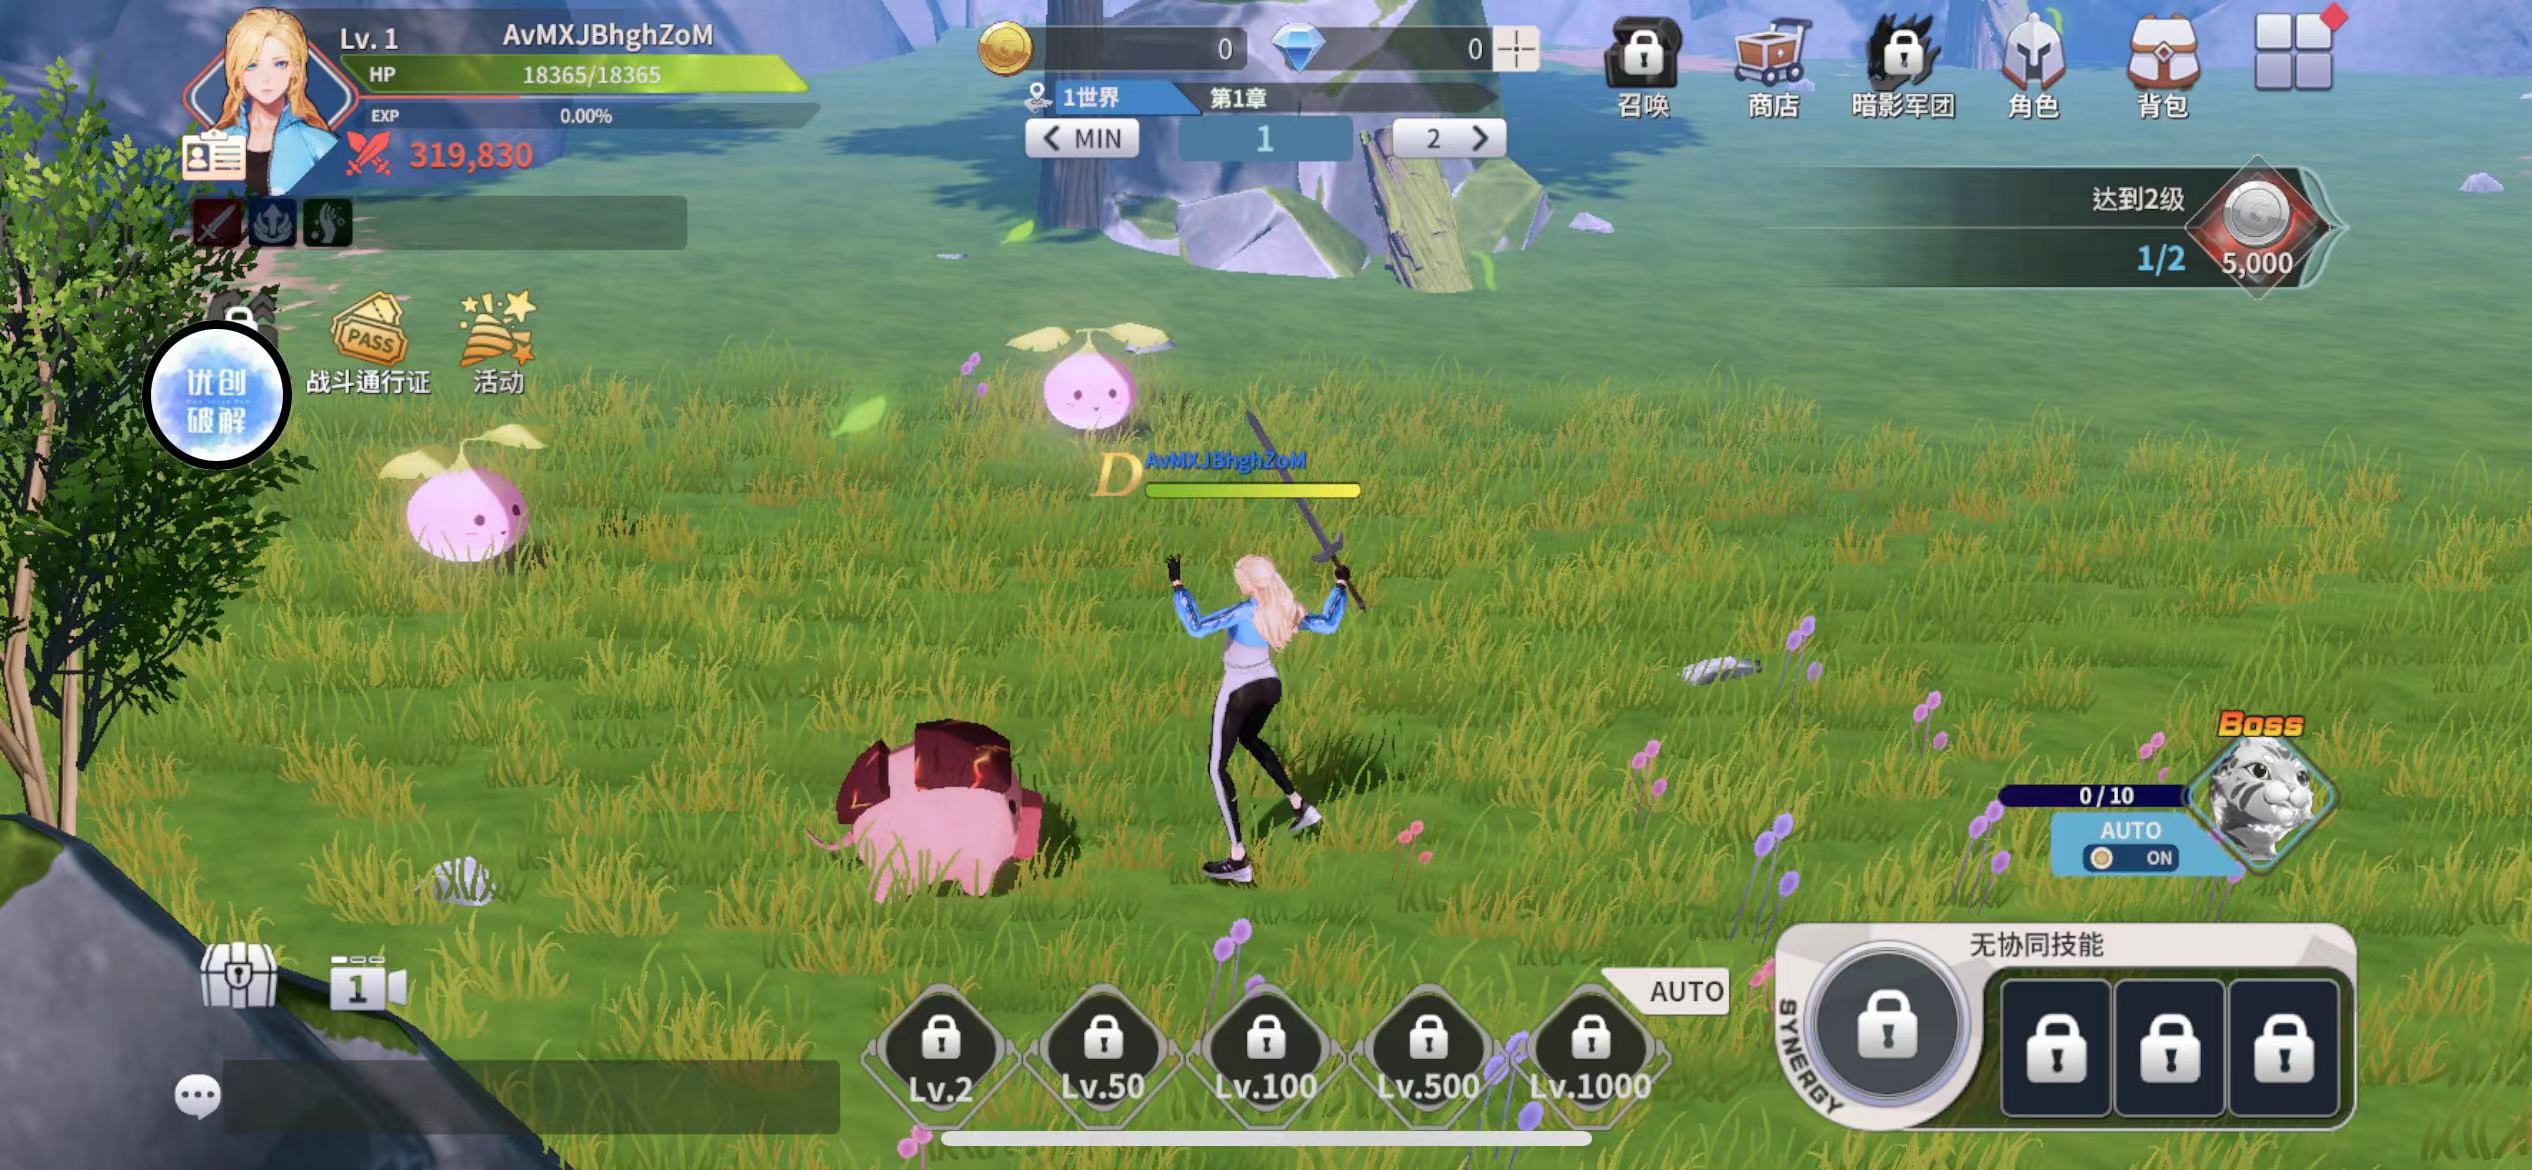 Lv. 1
AvMXJBhghZoM
HP
18365/18365
EXP
0.00%
319,830
0
0
1世界
第1章
MIN
1
2
召唤
商店
暗影军团
角色
背包
达到2级
1/2
5,000
优创
破解
PASS
战斗通行证
活动
D
AvMXJBhghZoM
Boss
0/10
AUTO
ON
1
AUTO
Lv.2
Lv.50
Lv.100
Lv.500
Lv.1000
无协同技能
SYNERGY